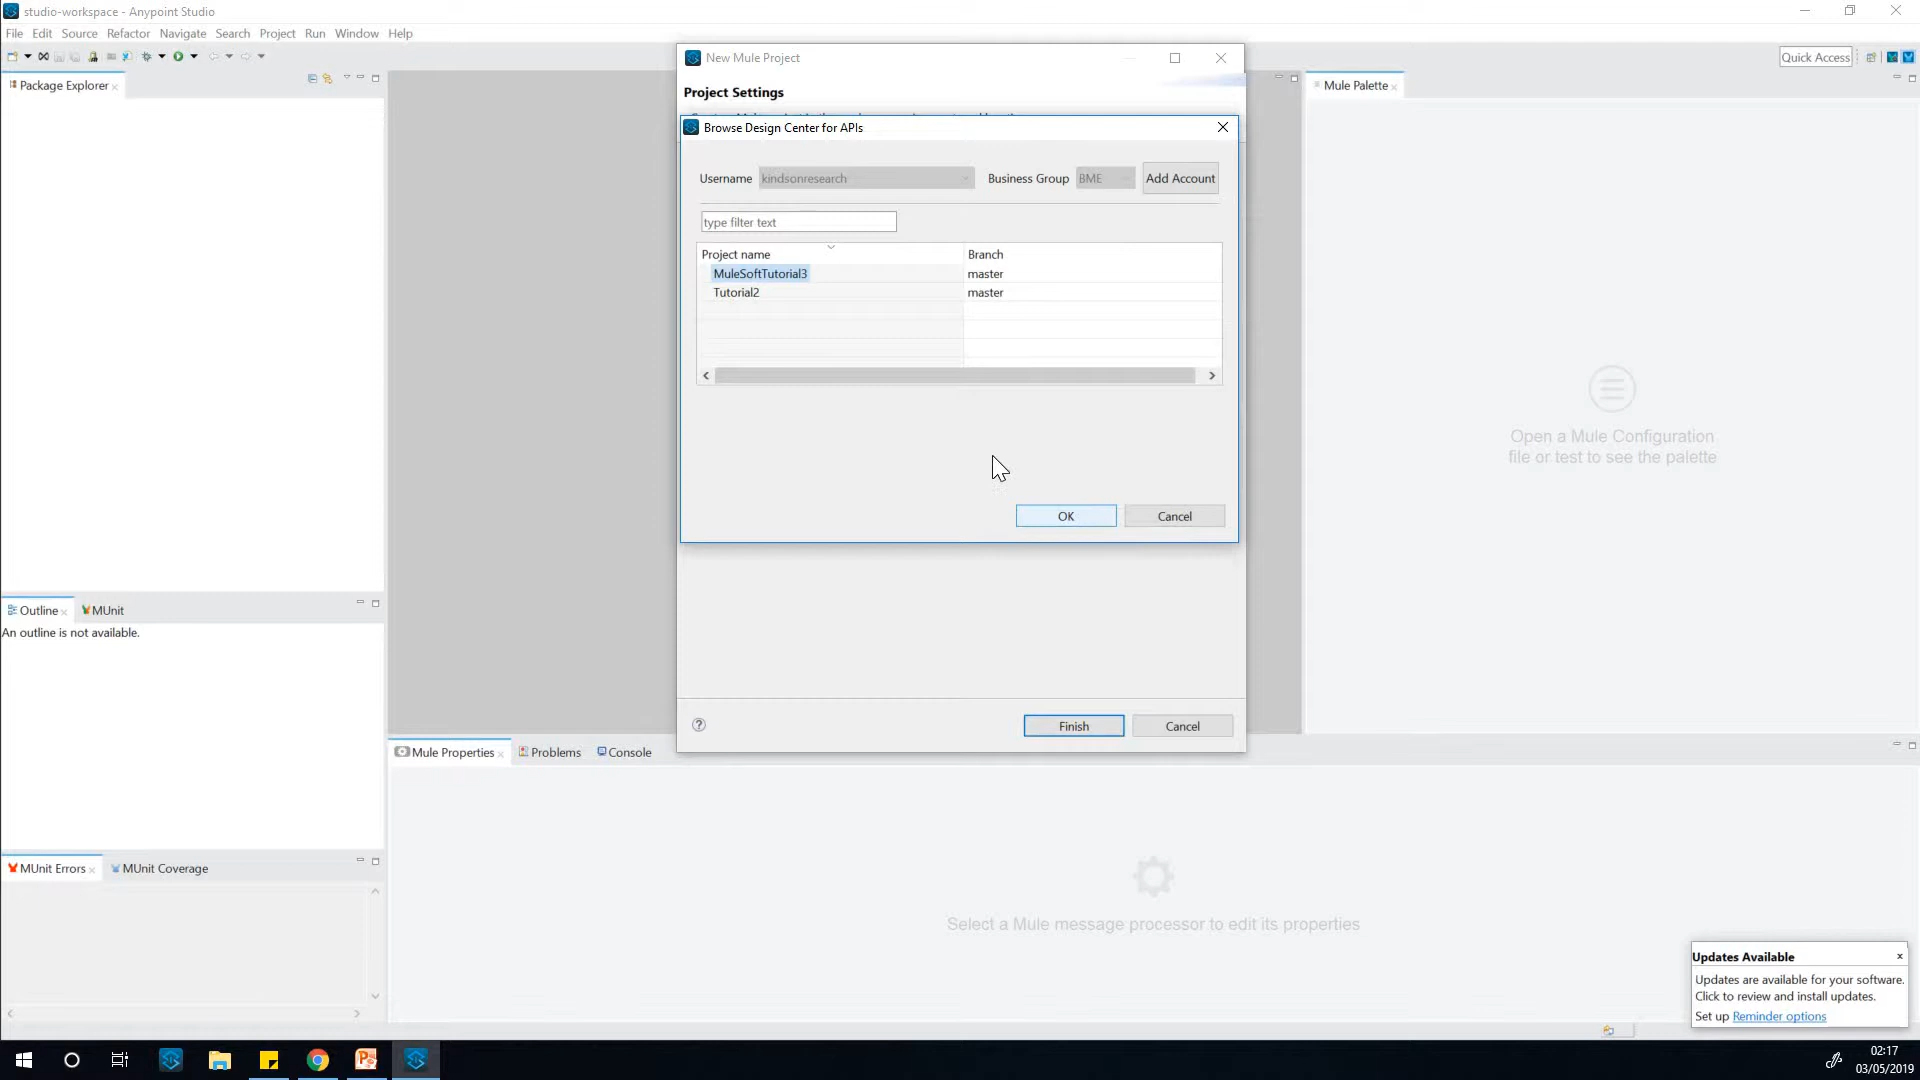 studio-workspace - Anypoint Studio
File Edit Source Refactor Navigate Search Project Run Window Help
Quick Access
Package Explorer
New Mule Project
Project Settings
Browse Design Center for APIs
Username kindsonresearch Business Group BME Add Account
type filter text
Project name Branch
MuleSoftTutorial3 master
Tutorial2 master
OK Cancel
Finish Cancel
Mule Palette
Open a Mule Configuration
file or test to see the palette
Outline MUnit
An outline is not available.
Mule Properties Problems Console
Select a Mule message processor to edit its properties
MUnit Errors MUnit Coverage
Updates Available
Updates are available for your software.
Click to review and install updates.
Set up Reminder options
02:17
03/05/2019